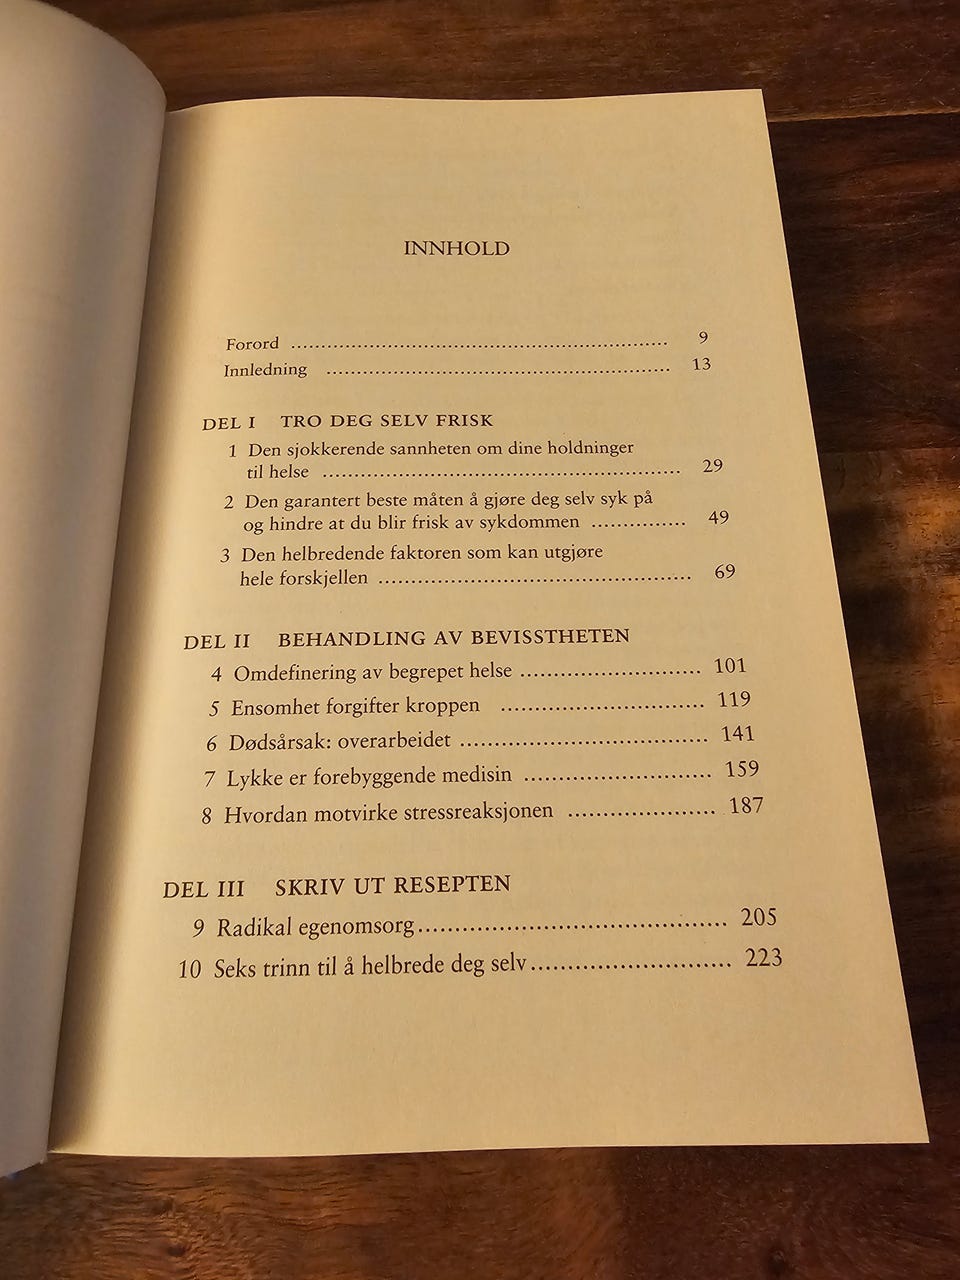 INNHOLD
Forord ............................................................... 9
Innledning ......................................................... 13
DEL I TRO DEG SELV FRISK
1 Den sjokkerende sannheten om dine holdninger
til helse ............................................................ 29
2 Den garantert beste måten å gjøre deg selv syk på
og hindre at du blir frisk av sykdommen ................ 49
3 Den helbredende faktoren som kan utgjøre
hele forskjellen .................................................... 69
DEL II BEHANDLING AV BEVISSTHETEN
4 Omdefinering av begrepet helse .............................. 101
5 Ensomhet forgifter kroppen .................................. 119
6 Dødsårsak: overarbeidet ........................................ 141
7 Lykke er forebyggende medisin .............................. 159
8 Hvordan motvirke stressreaksjonen ........................ 187
DEL III SKRIV UT RESEPTEN
9 Radikal egenomsorg.............................................. 205
10 Seks trinn til å helbrede deg selv.............................. 223